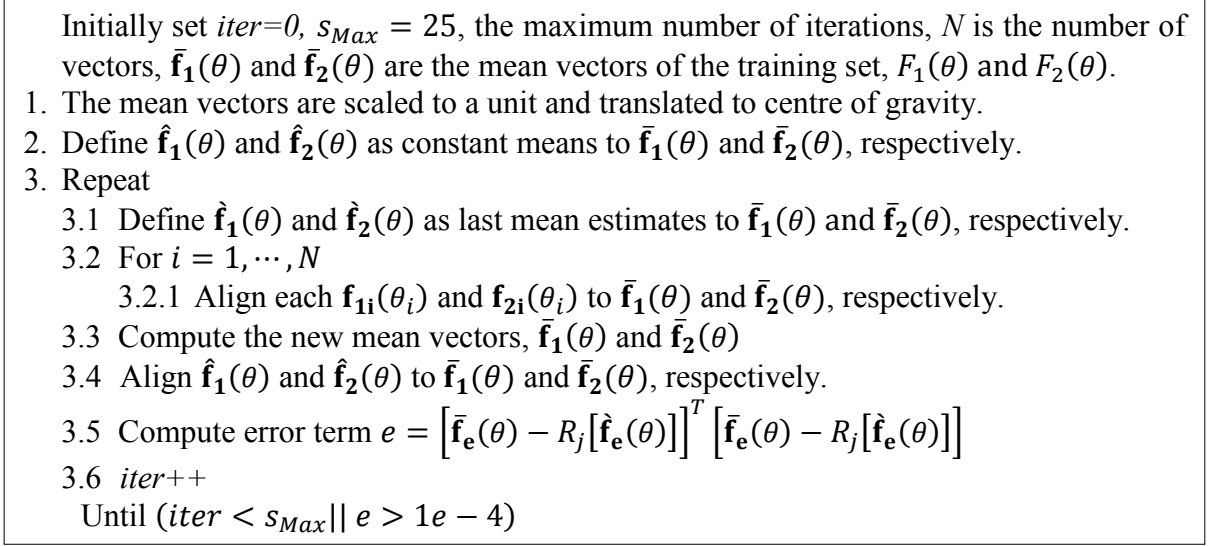 Initially set iter=0, s_Max = 25, the maximum number of iterations, N is the number of
vectors, f̄₁(θ) and f̄₂(θ) are the mean vectors of the training set, F₁(θ) and F₂(θ).
1. The mean vectors are scaled to a unit and translated to centre of gravity.
2. Define f̂₁(θ) and f̂₂(θ) as constant means to f̄₁(θ) and f̄₂(θ), respectively.
3. Repeat
3.1 Define f̀₁(θ) and f̀₂(θ) as last mean estimates to f̄₁(θ) and f̄₂(θ), respectively.
3.2 For i = 1, ⋯, N
3.2.1 Align each f₁ᵢ(θᵢ) and f₂ᵢ(θᵢ) to f̄₁(θ) and f̄₂(θ), respectively.
3.3 Compute the new mean vectors, f̄₁(θ) and f̄₂(θ)
3.4 Align f̂₁(θ) and f̂₂(θ) to f̄₁(θ) and f̄₂(θ), respectively.
3.5 Compute error term e = [f̄ₑ(θ) − Rⱼ[f̀ₑ(θ)]]ᵀ [f̄ₑ(θ) − Rⱼ[f̀ₑ(θ)]]
3.6 iter++
Until (iter < s_Max || e > 1e − 4)